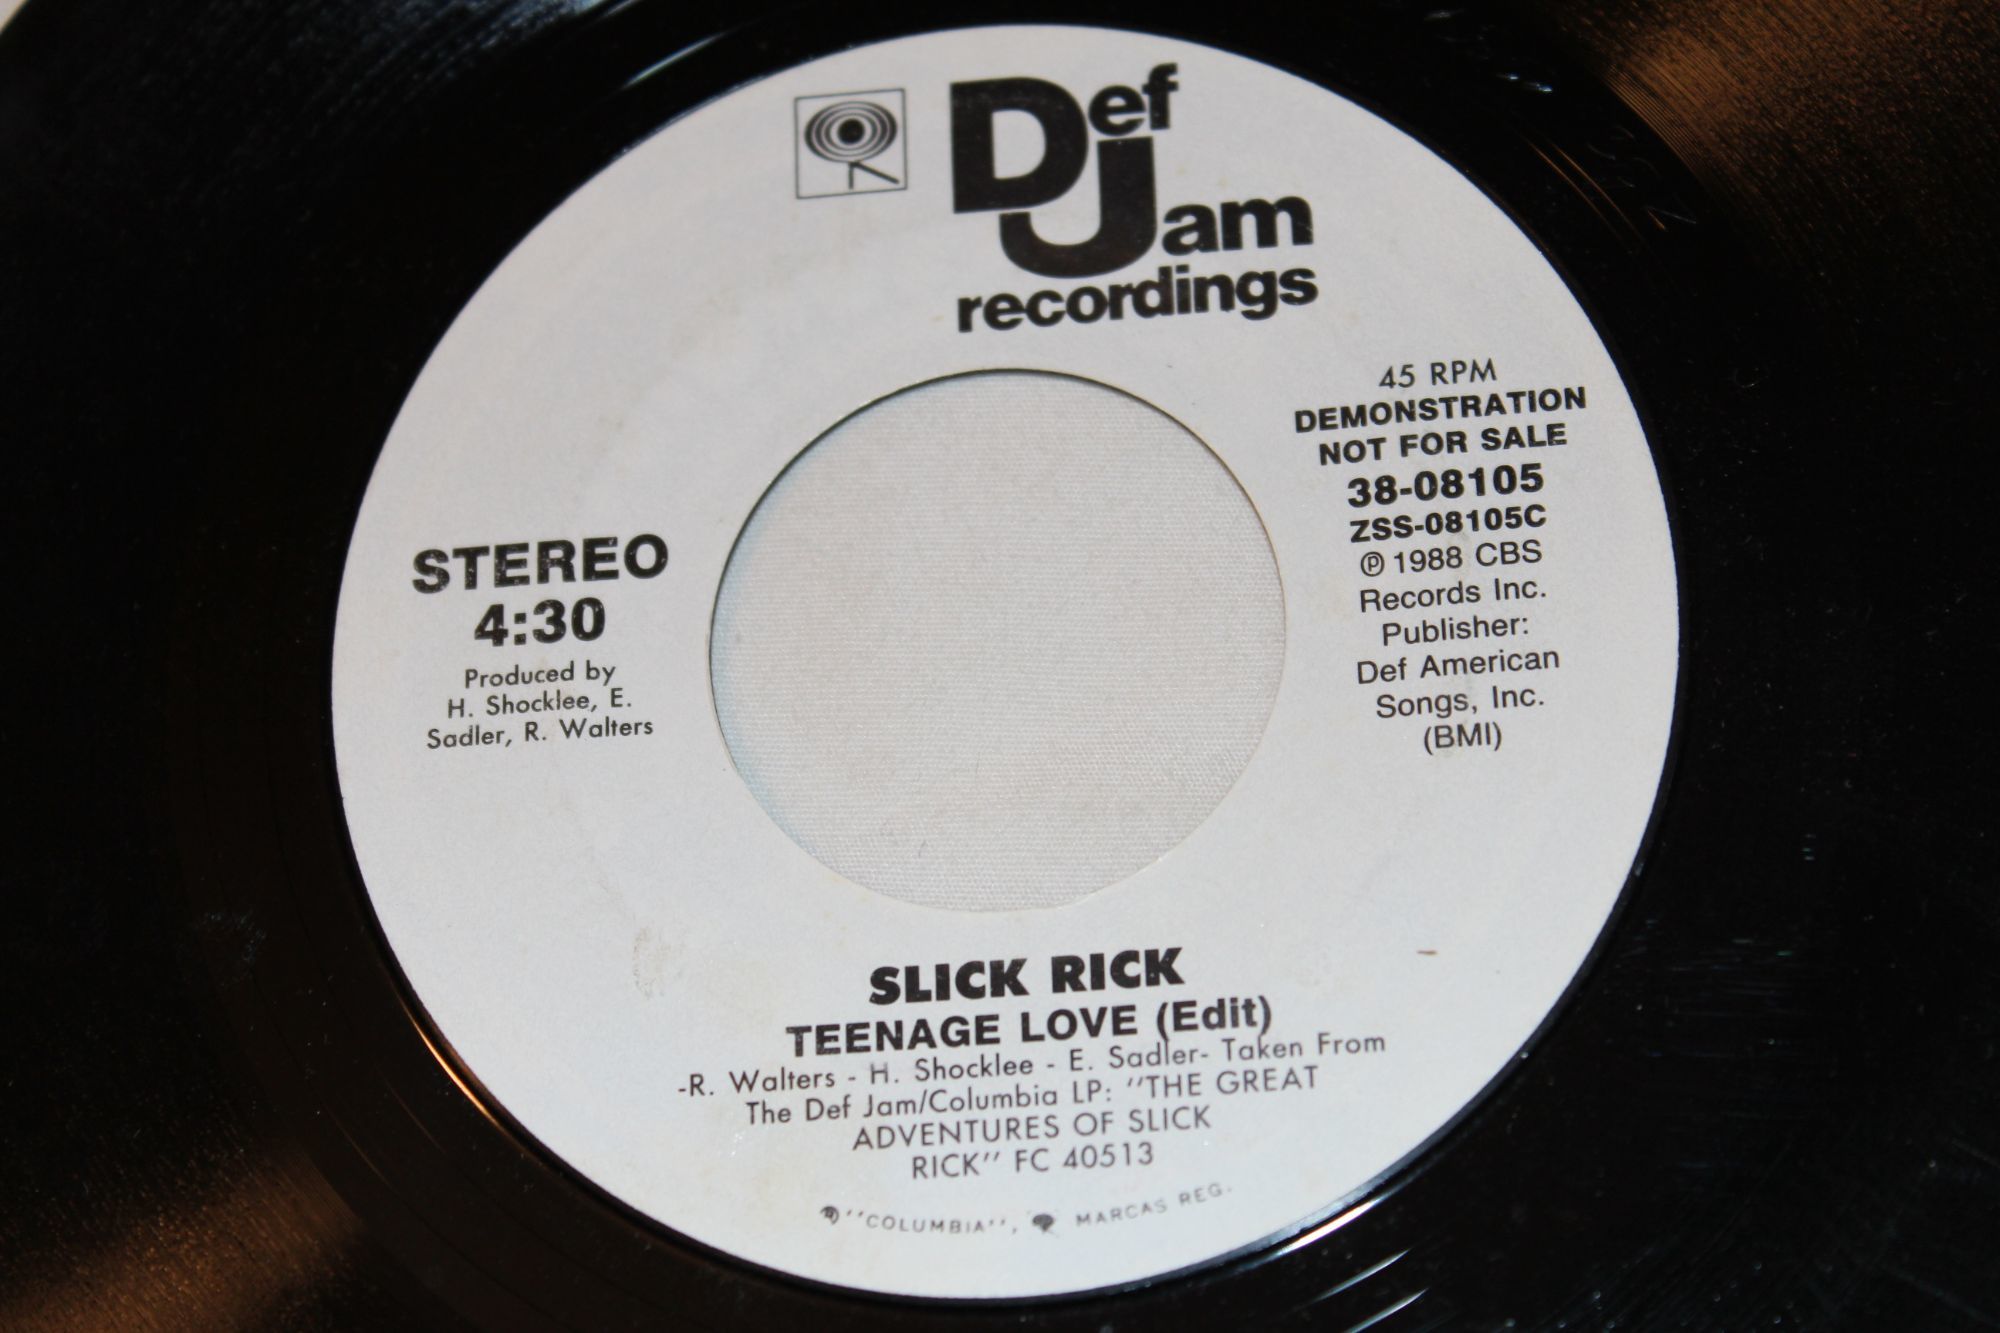 Def
Jam
recordings
45 RPM
DEMONSTRATION
NOT FOR SALE
38-08105
ZSS-08105C
℗ 1988 CBS
Records Inc.
Publisher:
Def American
Songs, Inc.
(BMI)
STEREO
4:30
Produced by
H. Shocklee, E.
Sadler, R. Walters
SLICK RICK
TEENAGE LOVE (Edit)
-R. Walters - H. Shocklee - E. Sadler- Taken From
The Def Jam/Columbia LP: "THE GREAT
ADVENTURES OF SLICK
RICK" FC 40513
"COLUMBIA", MARCAS REG.